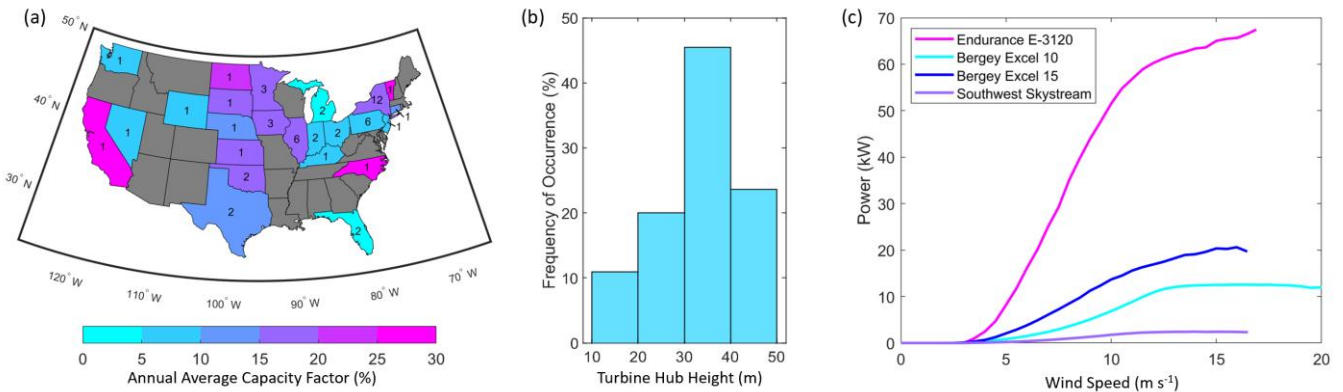 (a)
50° N
40° N
30° N
120° W
110° W
100° W
90° W
80° W
70° W
1
1
1
1
1
1
1
1
2
2
3
3
6
2
2
2
1
6
12
1
1
1
1
2
0 5 10 15 20 25 30
Annual Average Capacity Factor (%)
(b)
Frequency of Occurrence (%)
50
40
30
20
10
0
10 20 30 40 50
Turbine Hub Height (m)
(c)
Power (kW)
70
60
50
40
30
20
10
0
Endurance E-3120
Bergey Excel 10
Bergey Excel 15
Southwest Skystream
0 5 10 15 20
Wind Speed (m s⁻¹)